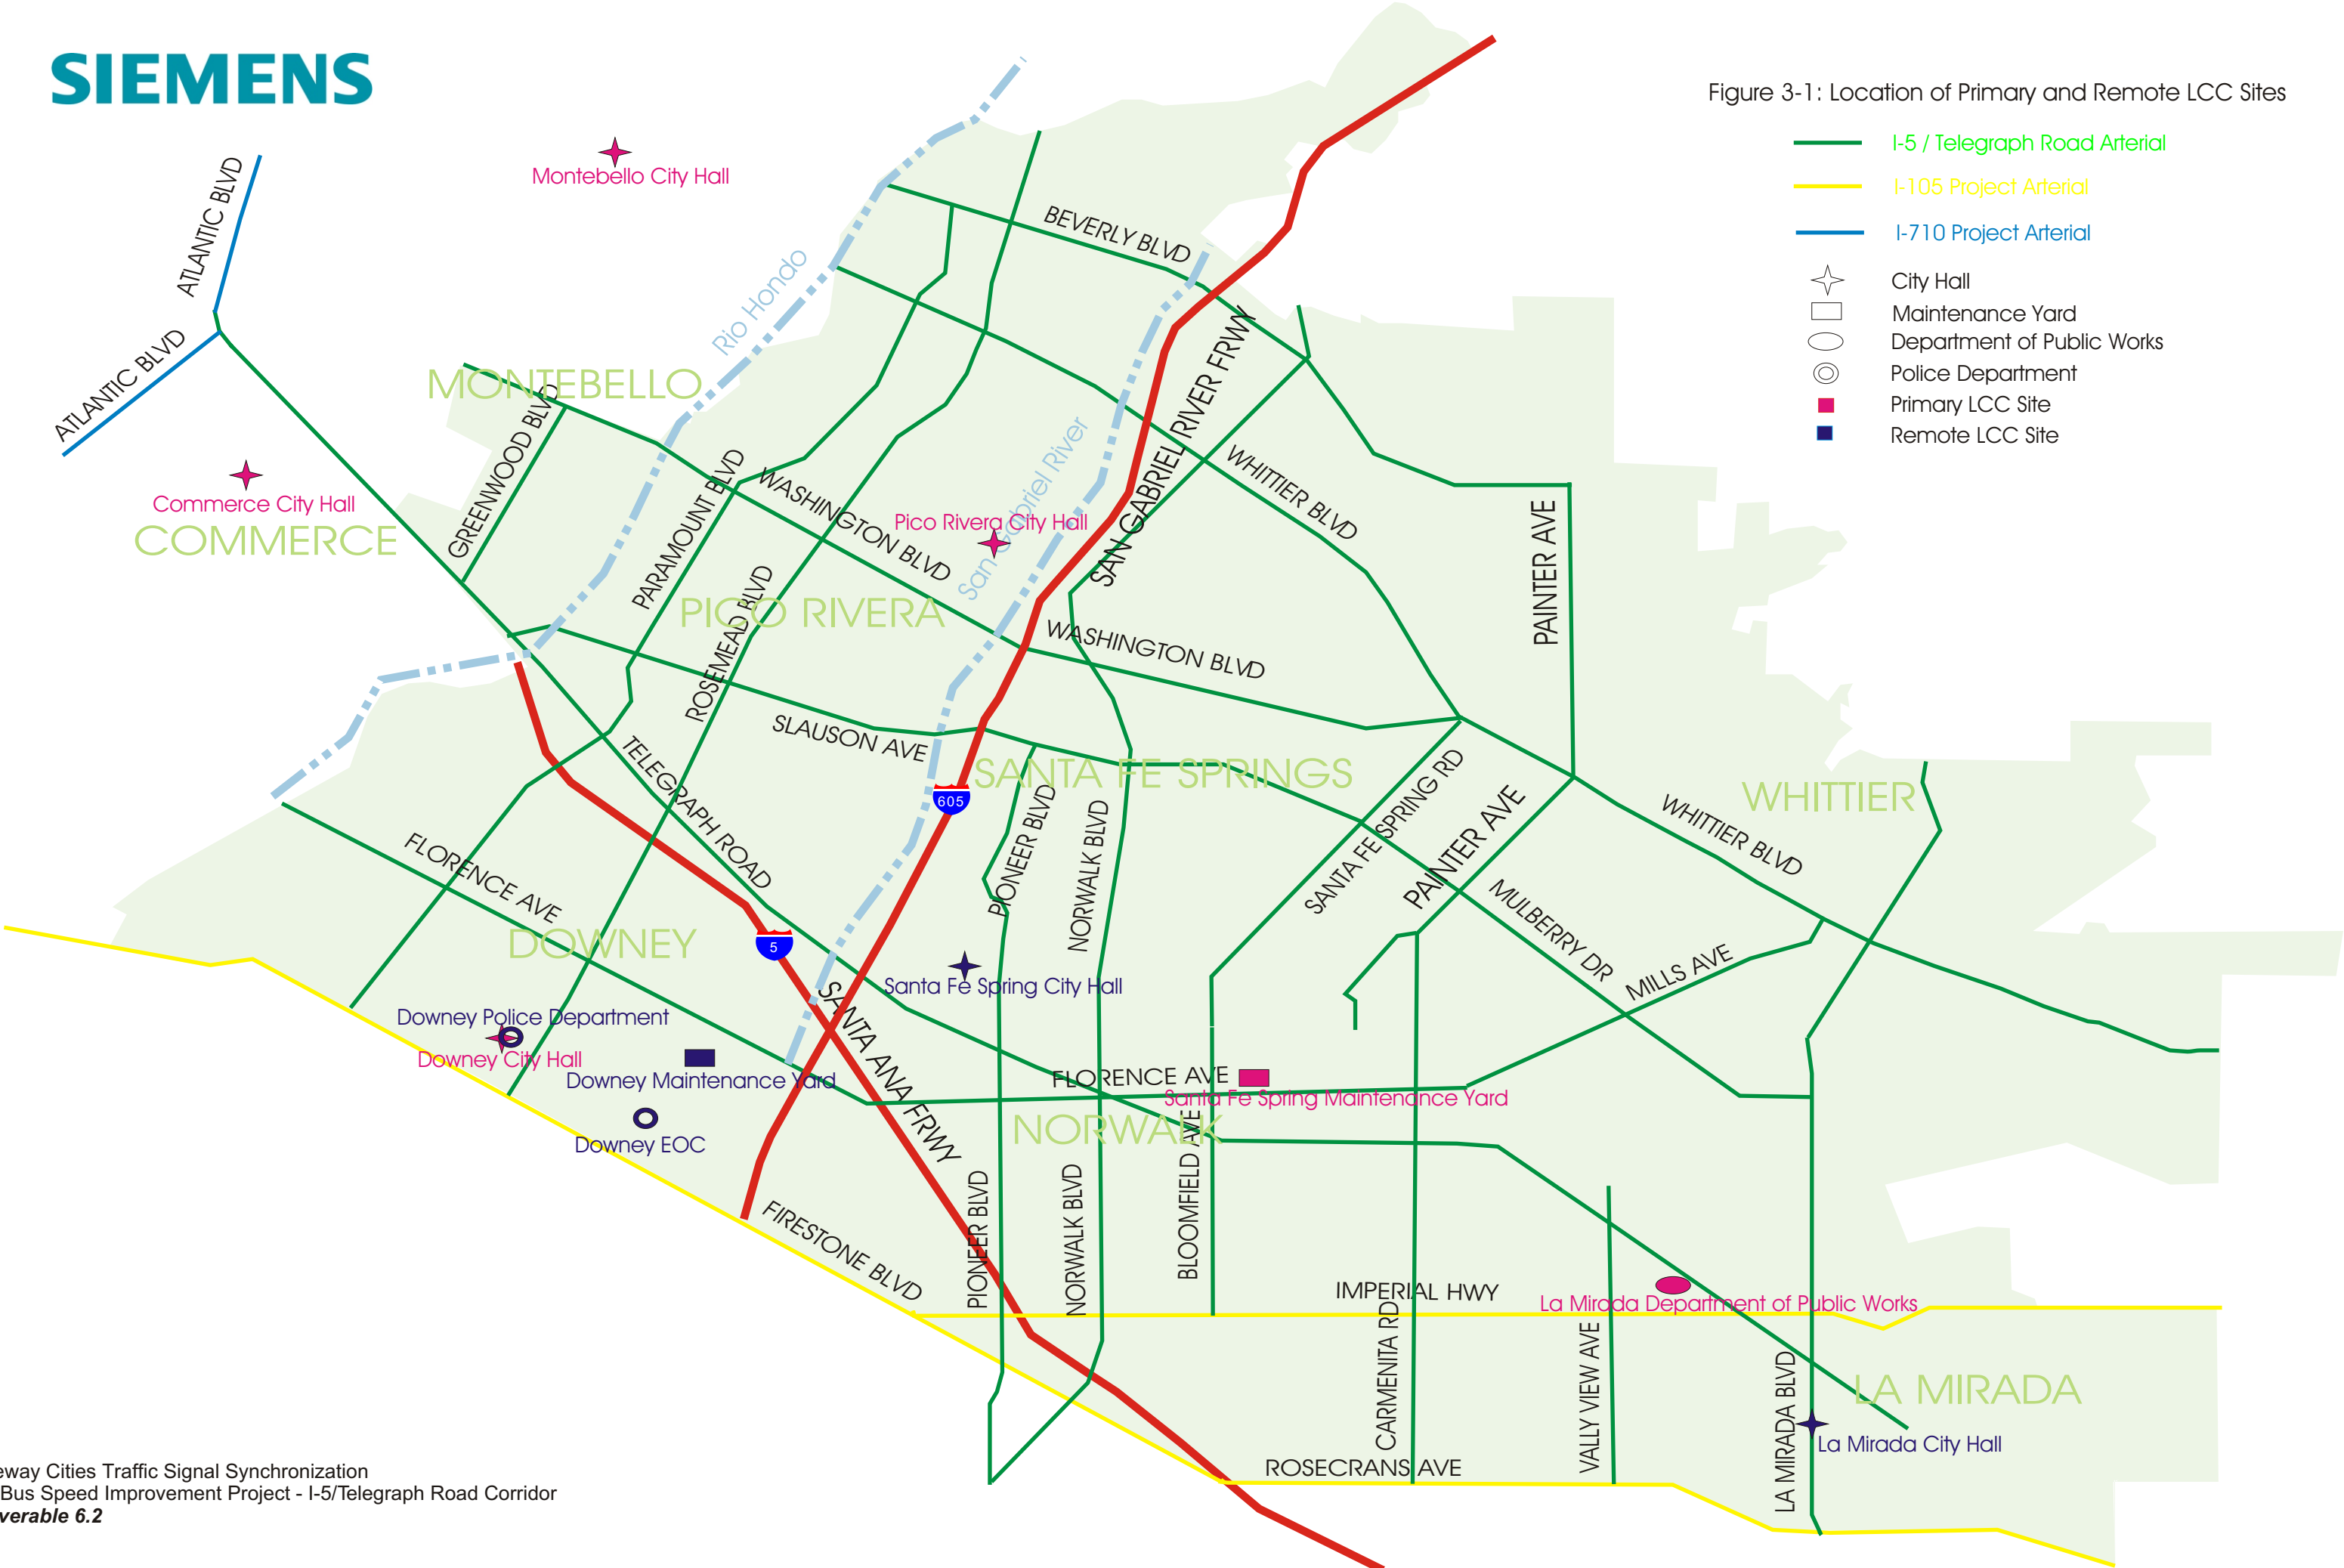 SIEMENS
Figure 3-1: Location of Primary and Remote LCC Sites
I-5 / Telegraph Road Arterial
I-105 Project Arterial
I-710 Project Arterial
City Hall
Maintenance Yard
Department of Public Works
Police Department
Primary LCC Site
Remote LCC Site
Montebello City Hall
ATLANTIC BLVD
ATLANTIC BLVD
BEVERLY BLVD
Rio Hondo
MONTEBELLO
GREENWOOD BLVD
Commerce City Hall
COMMERCE
PARAMOUNT BLVD
WASHINGTON BLVD
Pico Rivera City Hall
San Gabriel River
SAN GABRIEL RIVER FRWY
WHITTIER BLVD
PAINTER AVE
PICO RIVERA
ROSEMEAD BLVD
WASHINGTON BLVD
SLAUSON AVE
TELEGRAPH ROAD
SANTA FE SPRINGS
605
PIONEER BLVD
NORWALK BLVD
SANTA FE SPRING RD
PAINTER AVE
WHITTIER
WHITTIER BLVD
MULBERRY DR
MILLS AVE
FLORENCE AVE
DOWNEY
5
Santa Fe Spring City Hall
SANTA ANA FRWY
Downey Police Department
Downey City Hall
Downey Maintenance Yard
Downey EOC
FLORENCE AVE
Santa Fe Spring Maintenance Yard
NORWALK
BLOOMFIELD AVE
PIONEER BLVD
NORWALK BLVD
FIRESTONE BLVD
IMPERIAL HWY
La Mirada Department of Public Works
CARMENITA RD
VALLY VIEW AVE
LA MIRADA BLVD
LA MIRADA
La Mirada City Hall
ROSECRANS AVE
eway Cities Traffic Signal Synchronization
Bus Speed Improvement Project - I-5/Telegraph Road Corridor
verable 6.2